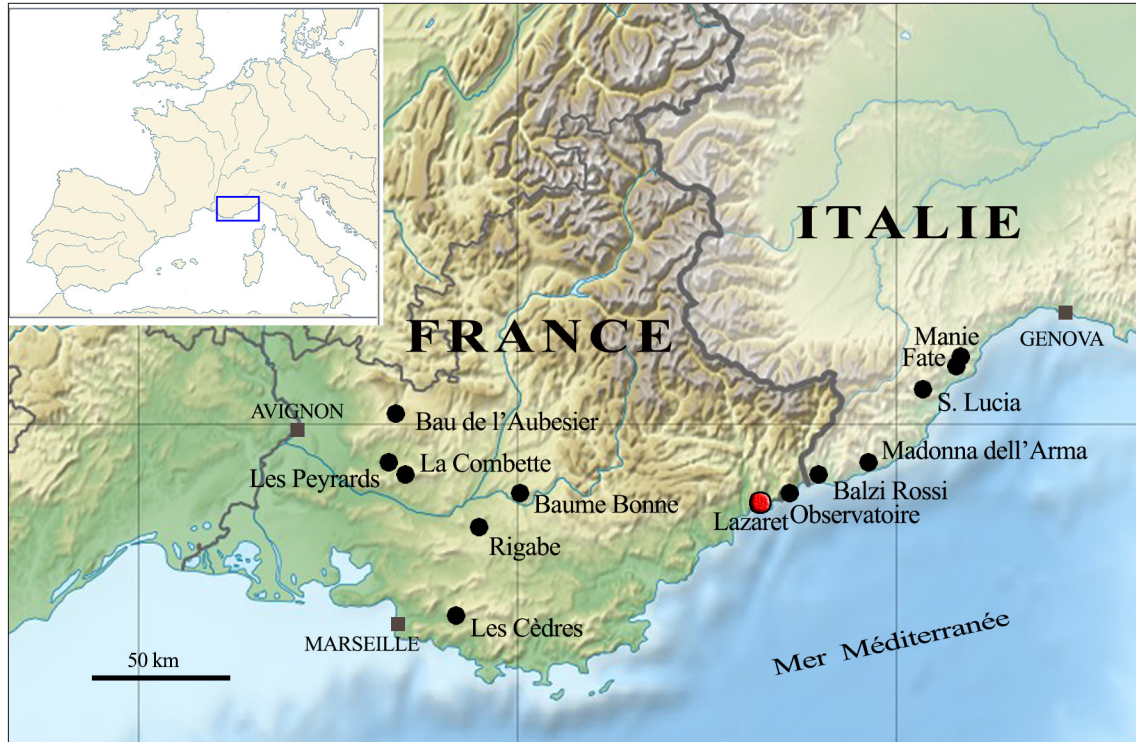 ITALIE
FRANCE
GENOVA
Manie
Fate
S. Lucia
AVIGNON
Bau de l'Aubesier
Madonna dell'Arma
La Combette
Les Peyrards
Balzi Rossi
Baume Bonne
Observatoire
Lazaret
Rigabe
Les Cèdres
MARSEILLE
Mer Méditerranée
50 km